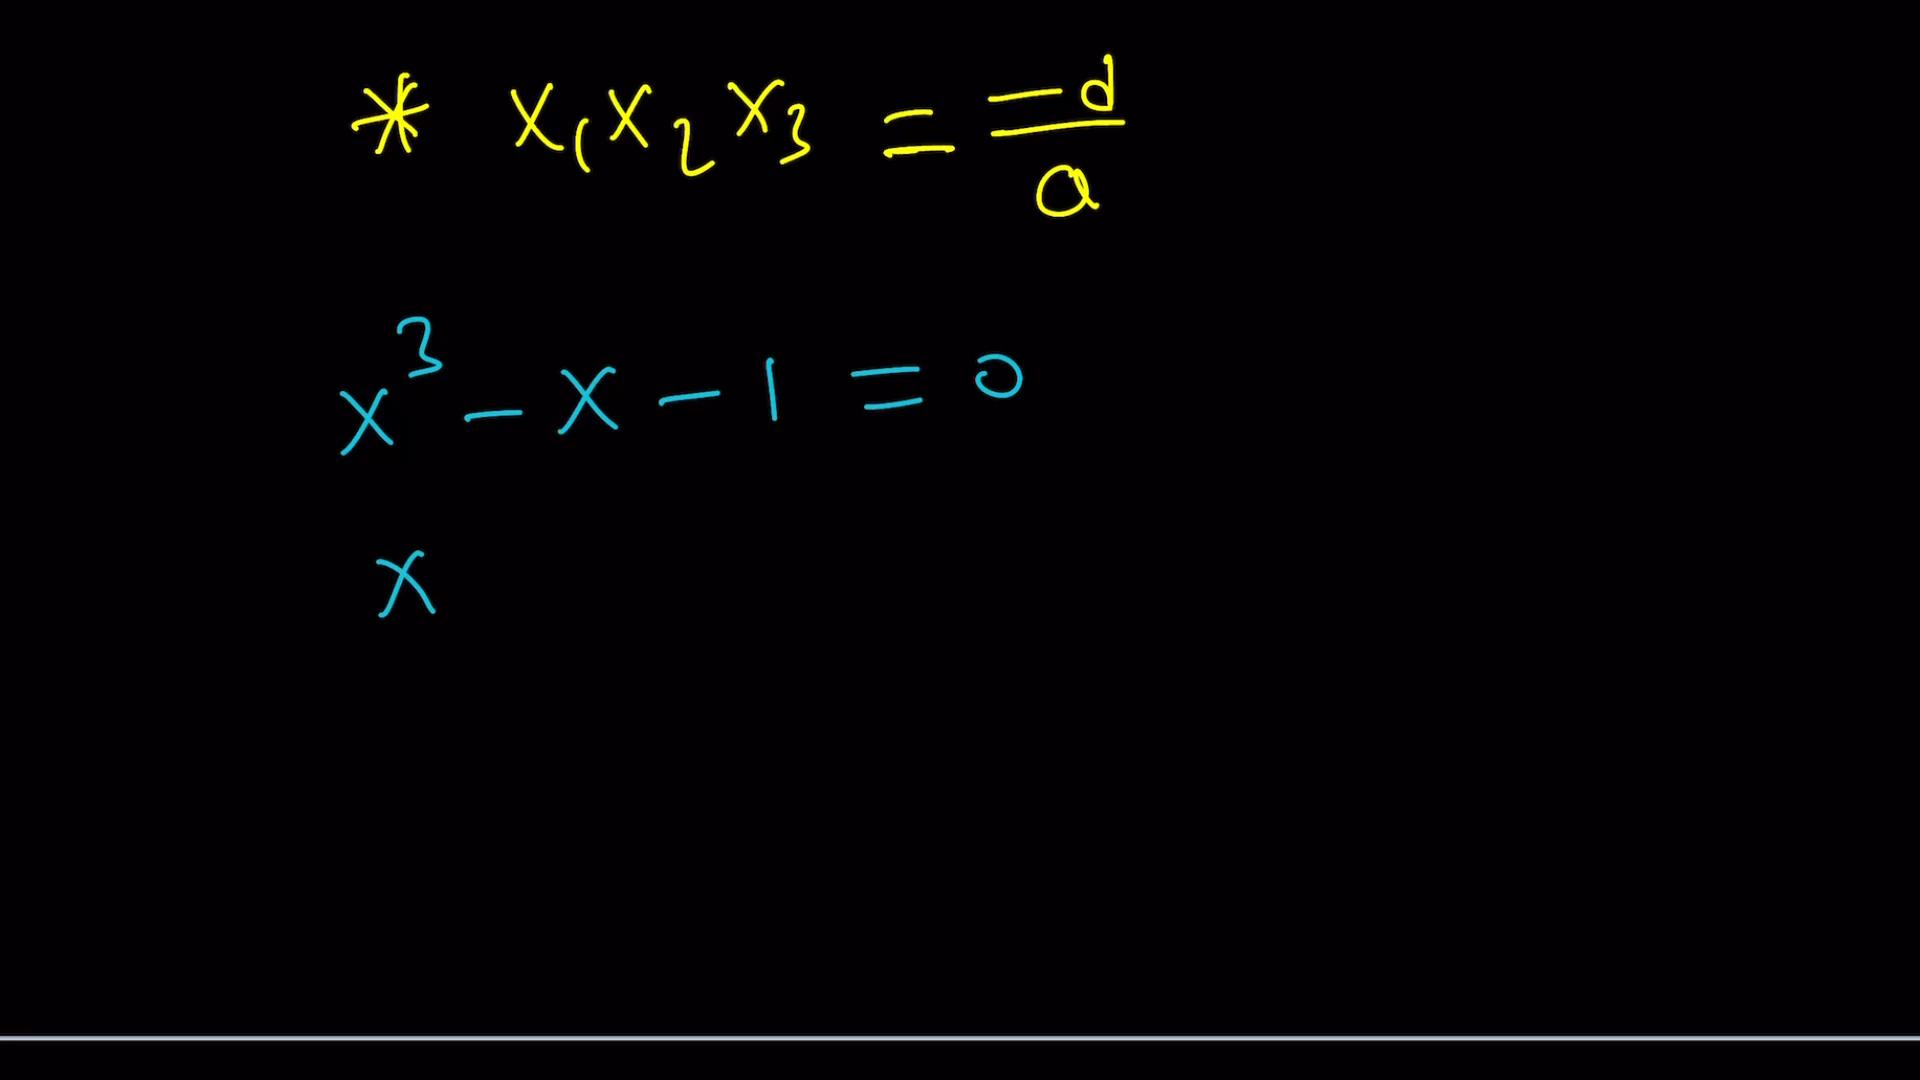 * x₁x₂x₃ = -d/a
x³ - x - 1 = 0
x